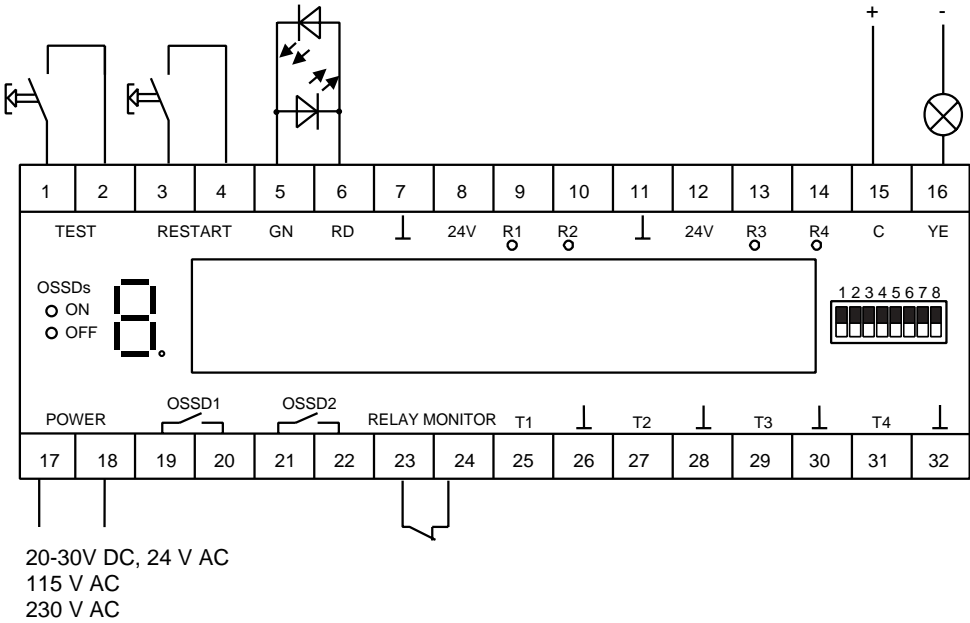 + -
1 2 3 4 5 6 7 8 9 10 11 12 13 14 15 16
TEST RESTART GN RD 24V R1 R2 24V R3 R4 C YE
OSSDs
ON
OFF
8.
1 2 3 4 5 6 7 8
OSSD1 OSSD2
POWER RELAY MONITOR T1 T2 T3 T4
17 18 19 20 21 22 23 24 25 26 27 28 29 30 31 32
20-30V DC, 24 V AC
115 V AC
230 V AC